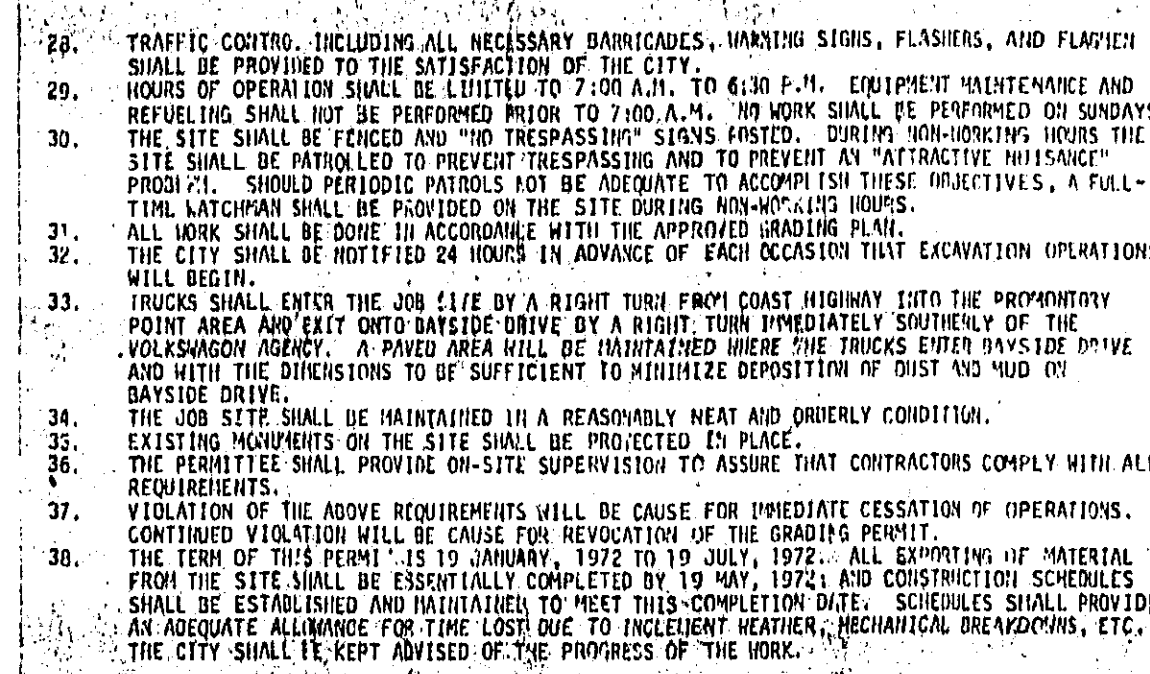 28. TRAFFIC CONTRO. INCLUDING ALL NECESSARY BARRICADES, WARNING SIGNS, FLASHERS, AND FLAGMEN
SHALL BE PROVIDED TO THE SATISFACTION OF THE CITY.
29. HOURS OF OPERATION SHALL BE LIMITED TO 7:00 A.M. TO 6:30 P.M. EQUIPMENT MAINTENANCE AND
REFUELING SHALL NOT BE PERFORMED PRIOR TO 7:00 A.M. NO WORK SHALL BE PERFORMED ON SUNDAYS
30. THE SITE SHALL BE FENCED AND "NO TRESPASSING" SIGNS POSTED. DURING NON-WORKING HOURS THE
SITE SHALL BE PATROLLED TO PREVENT TRESPASSING AND TO PREVENT AN "ATTRACTIVE NUISANCE"
PROBLEM. SHOULD PERIODIC PATROLS NOT BE ADEQUATE TO ACCOMPLISH THESE OBJECTIVES, A FULL-
TIME WATCHMAN SHALL BE PROVIDED ON THE SITE DURING NON-WORKING HOURS.
31. ALL WORK SHALL BE DONE IN ACCORDANCE WITH THE APPROVED GRADING PLAN.
32. THE CITY SHALL BE NOTIFIED 24 HOURS IN ADVANCE OF EACH OCCASION THAT EXCAVATION OPERATIONS
WILL BEGIN.
33. TRUCKS SHALL ENTER THE JOB SITE BY A RIGHT TURN FROM COAST HIGHWAY INTO THE PROMONTORY
POINT AREA AND EXIT ONTO BAYSIDE DRIVE BY A RIGHT TURN IMMEDIATELY SOUTHERLY OF THE
VOLKSWAGON AGENCY. A PAVED AREA WILL BE MAINTAINED WHERE THE TRUCKS ENTER BAYSIDE DRIVE
AND WITH THE DIMENSIONS TO BE SUFFICIENT TO MINIMIZE DEPOSITION OF DUST AND MUD ON
BAYSIDE DRIVE.
34. THE JOB SITE SHALL BE MAINTAINED IN A REASONABLY NEAT AND ORDERLY CONDITION.
35. EXISTING MONUMENTS ON THE SITE SHALL BE PROTECTED IN PLACE.
36. THE PERMITTEE SHALL PROVIDE ON-SITE SUPERVISION TO ASSURE THAT CONTRACTORS COMPLY WITH ALL
REQUIREMENTS.
37. VIOLATION OF THE ABOVE REQUIREMENTS WILL BE CAUSE FOR IMMEDIATE CESSATION OF OPERATIONS.
CONTINUED VIOLATION WILL BE CAUSE FOR REVOCATION OF THE GRADING PERMIT.
38. THE TERM OF THIS PERMIT IS 19 JANUARY, 1972 TO 19 JULY, 1972. ALL EXPORTING OF MATERIAL
FROM THE SITE SHALL BE ESSENTIALLY COMPLETED BY 19 MAY, 1972; AND CONSTRUCTION SCHEDULES
SHALL BE ESTABLISHED AND MAINTAINED TO MEET THIS COMPLETION DATE. SCHEDULES SHALL PROVIDE
AN ADEQUATE ALLOWANCE FOR TIME LOST DUE TO INCLEMENT WEATHER, MECHANICAL BREAKDOWNS, ETC.
THE CITY SHALL BE KEPT ADVISED OF THE PROGRESS OF THE WORK.